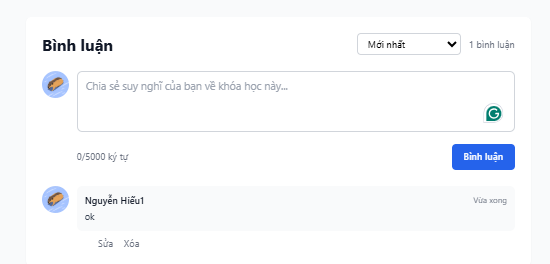 Bình luận
Mới nhất
1 bình luận
Chia sẻ suy nghĩ của bạn về khóa học này...
0/5000 ký tự
Bình luận
Nguyễn Hiếu1
Vừa xong
ok
Sửa Xóa